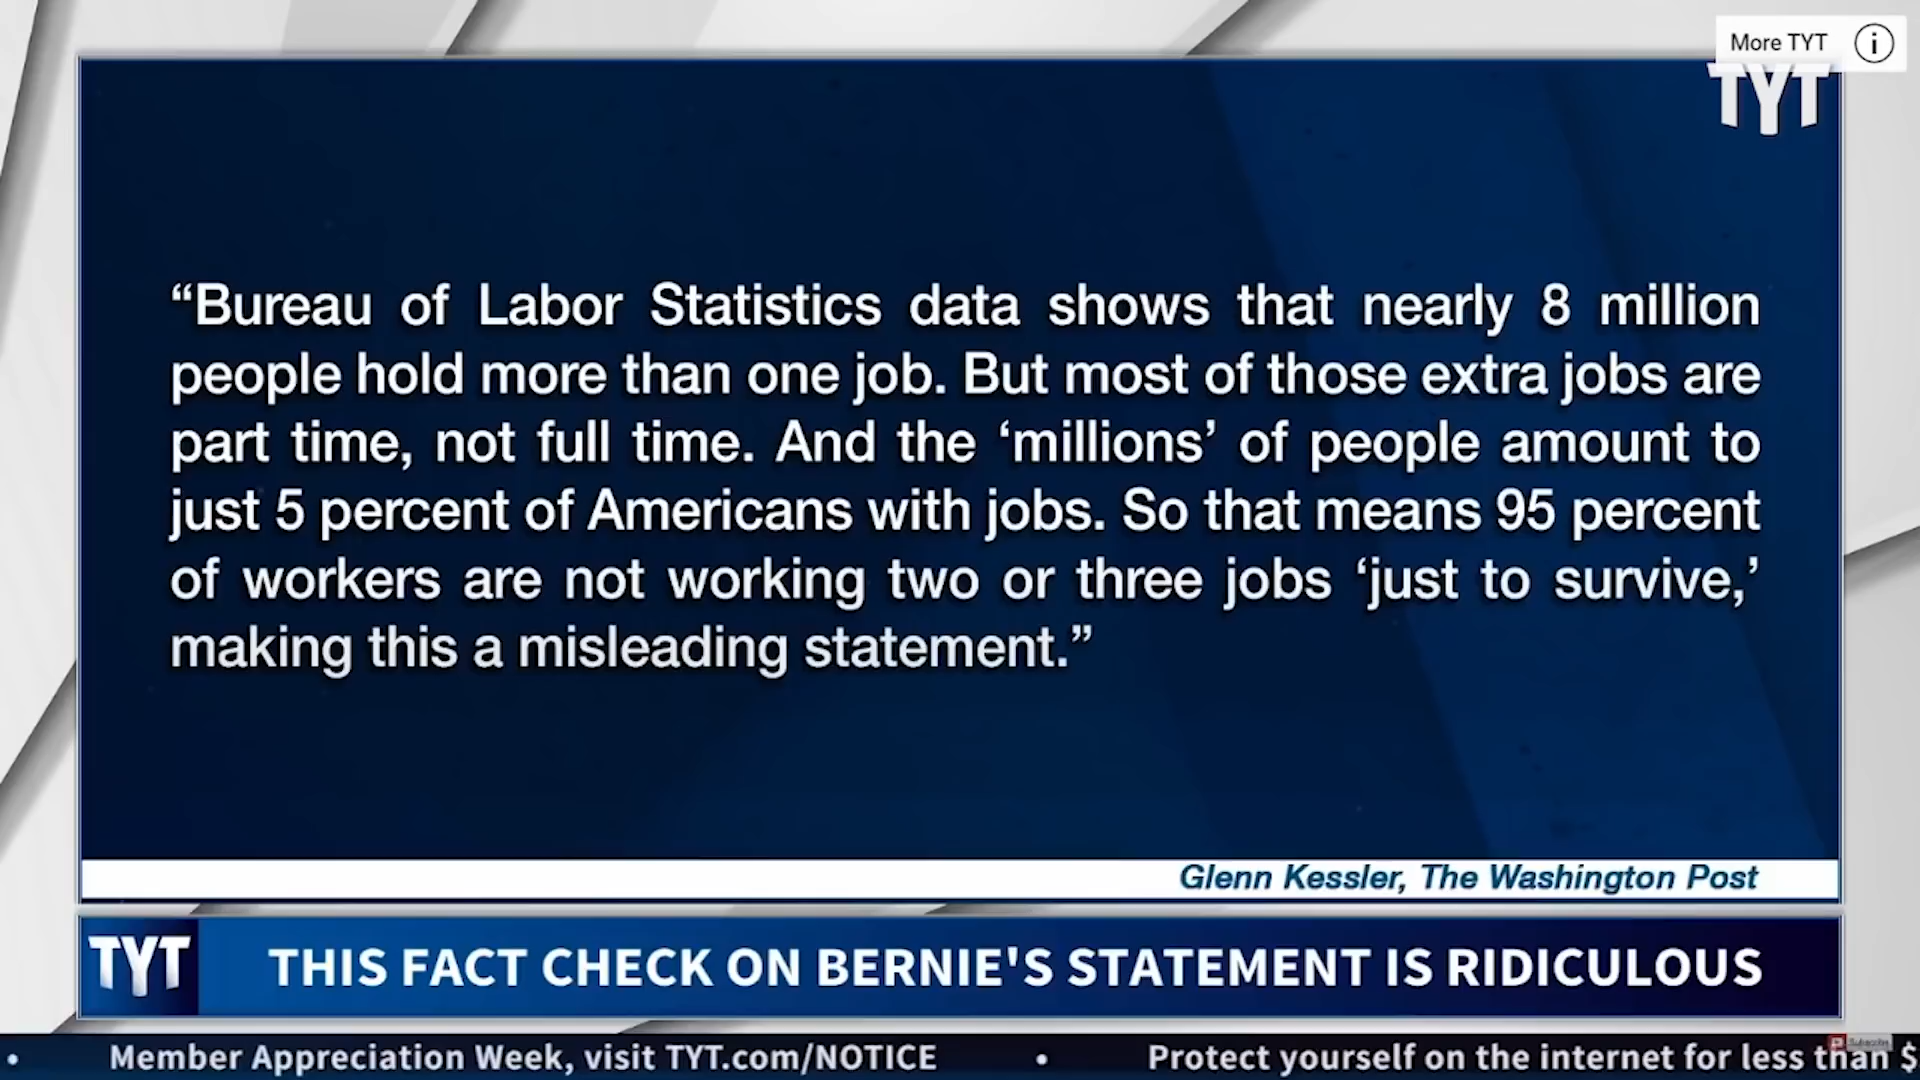 More TYT
TYT
“Bureau of Labor Statistics data shows that nearly 8 million
people hold more than one job. But most of those extra jobs are
part time, not full time. And the ‘millions’ of people amount to
just 5 percent of Americans with jobs. So that means 95 percent
of workers are not working two or three jobs ‘just to survive,’
making this a misleading statement.”
Glenn Kessler, The Washington Post
TYT THIS FACT CHECK ON BERNIE'S STATEMENT IS RIDICULOUS
• Member Appreciation Week, visit TYT.com/NOTICE • Protect yourself on the internet for less than $
Subscribe